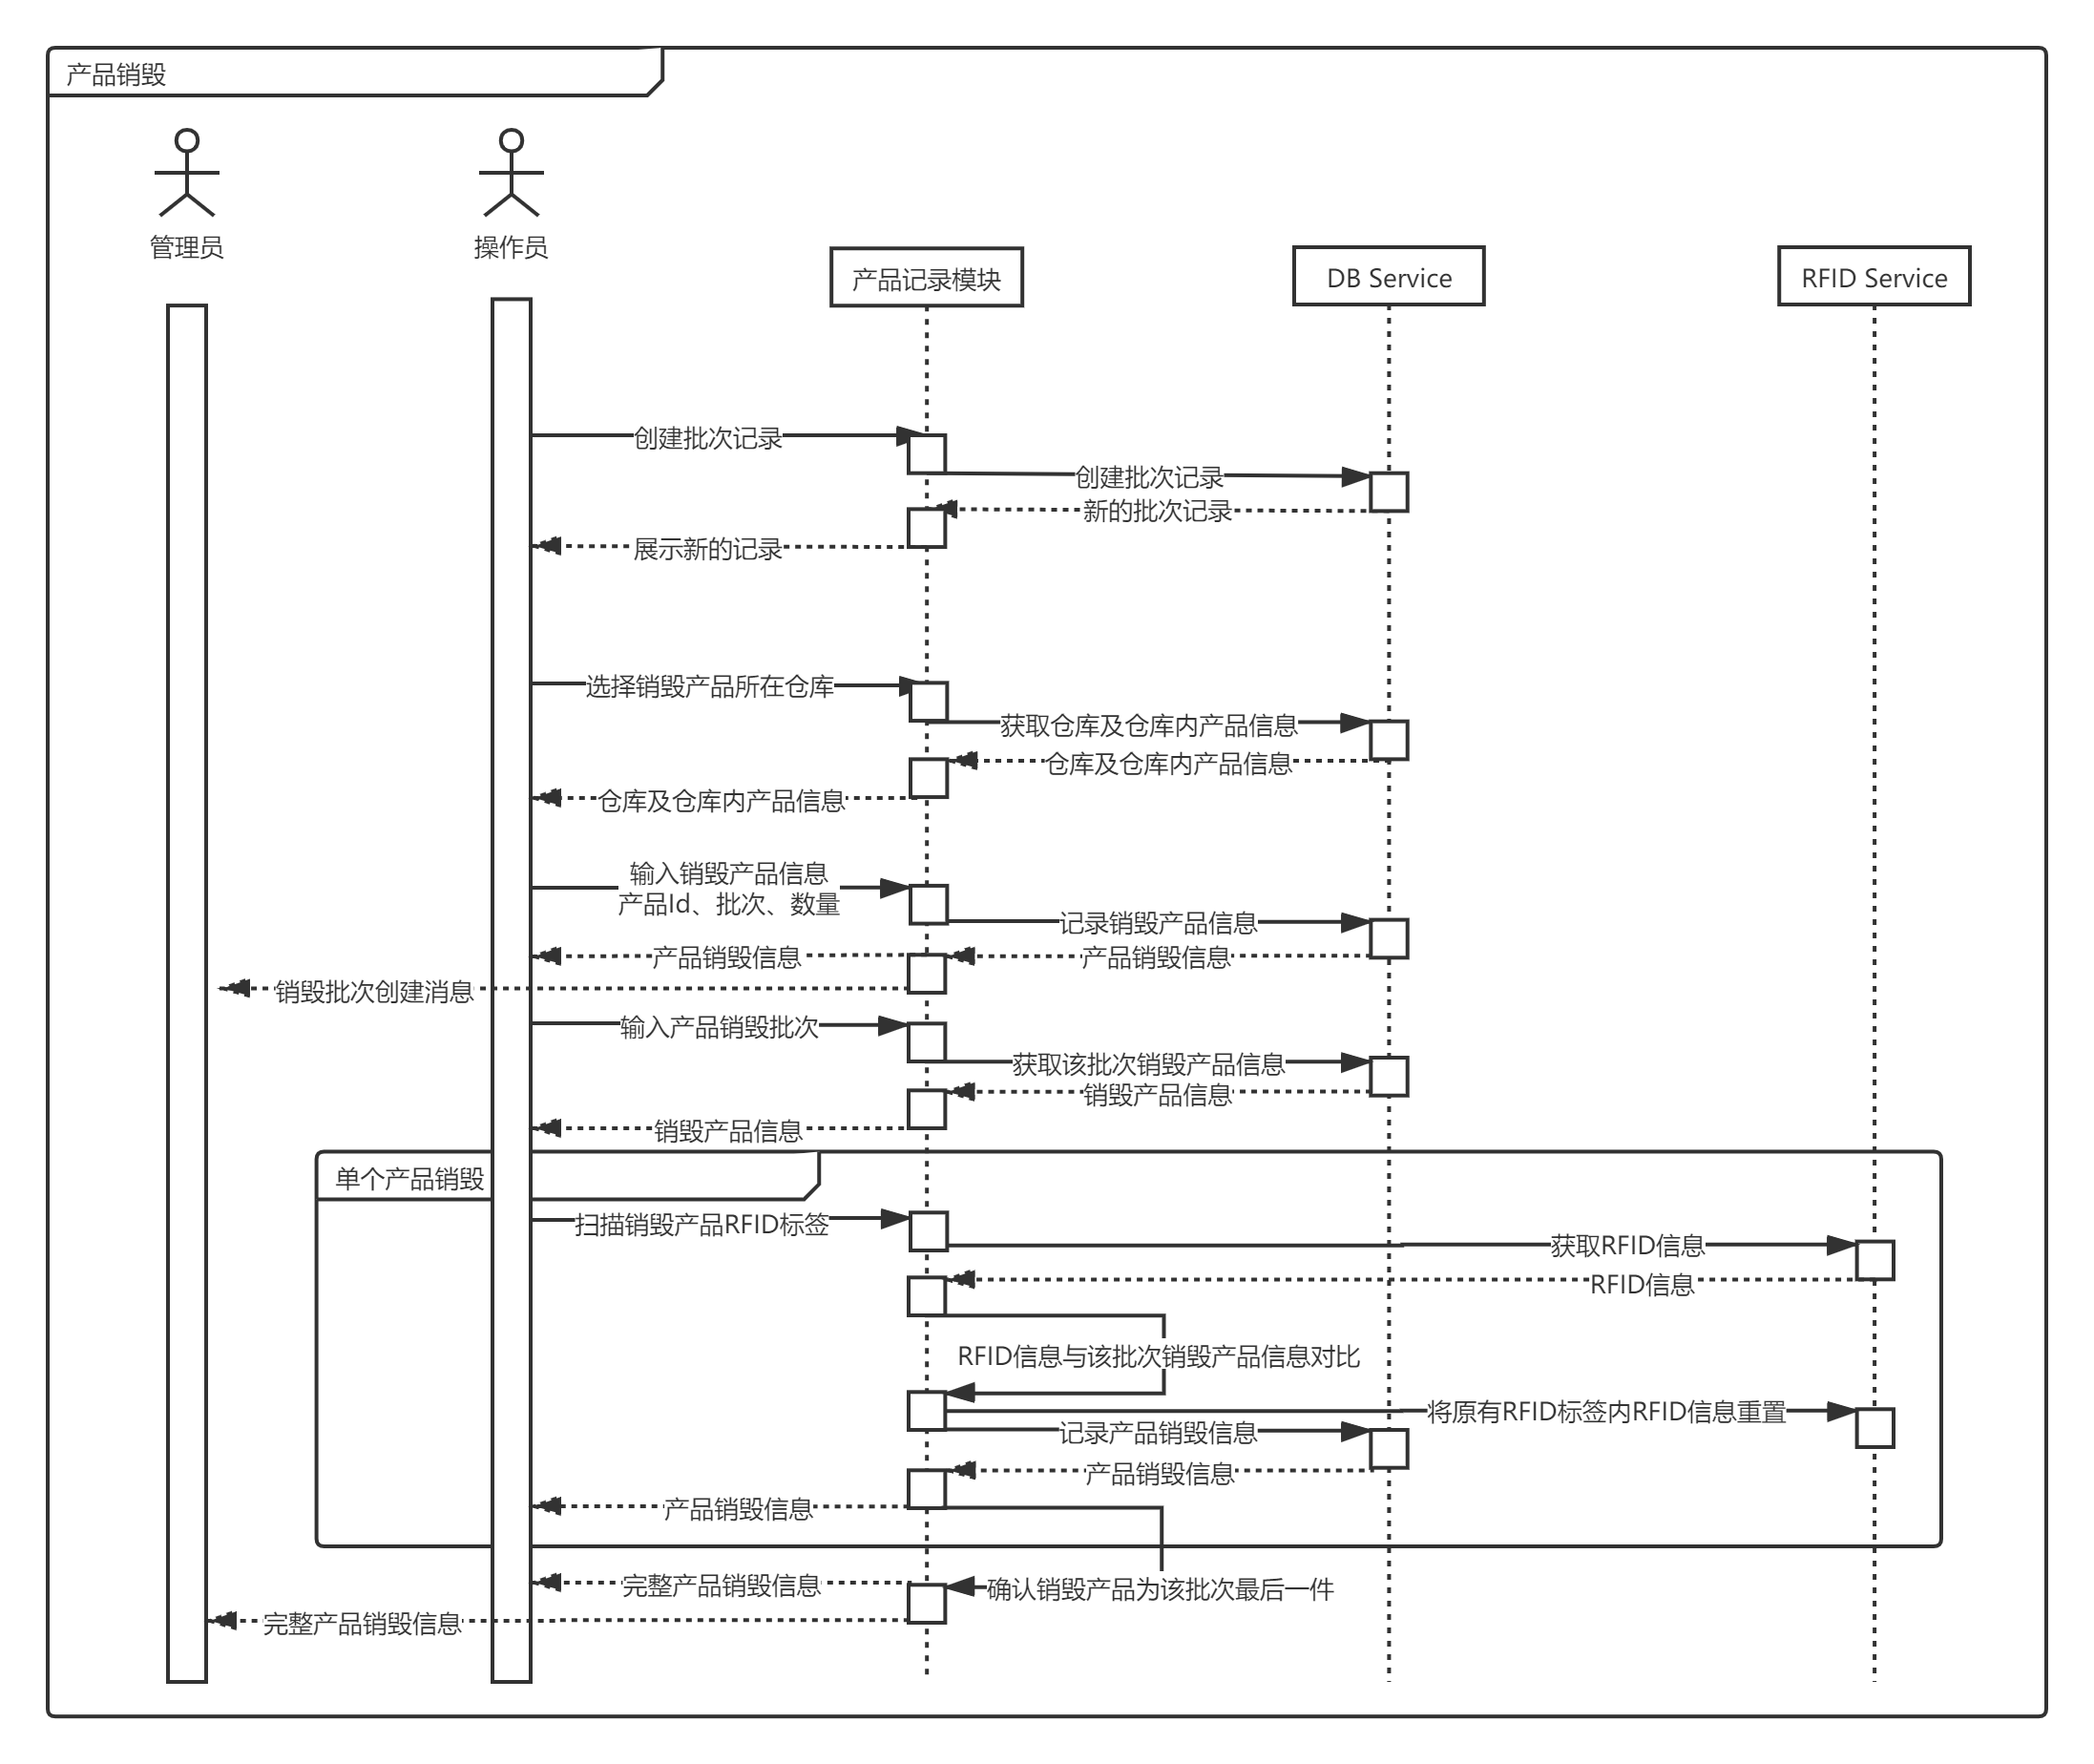 产品销毁
管理员
操作员
产品记录模块
DB Service
RFID Service
创建批次记录
创建批次记录
新的批次记录
展示新的记录
选择销毁产品所在仓库
获取仓库及仓库内产品信息
仓库及仓库内产品信息
仓库及仓库内产品信息
输入销毁产品信息
产品Id、批次、数量
记录销毁产品信息
产品销毁信息
产品销毁信息
销毁批次创建消息
输入产品销毁批次
获取该批次销毁产品信息
销毁产品信息
销毁产品信息
单个产品销毁
扫描销毁产品RFID标签
获取RFID信息
RFID信息
RFID信息与该批次销毁产品信息对比
将原有RFID标签内RFID信息重置
记录产品销毁信息
产品销毁信息
产品销毁信息
完整产品销毁信息
确认销毁产品为该批次最后一件
完整产品销毁信息